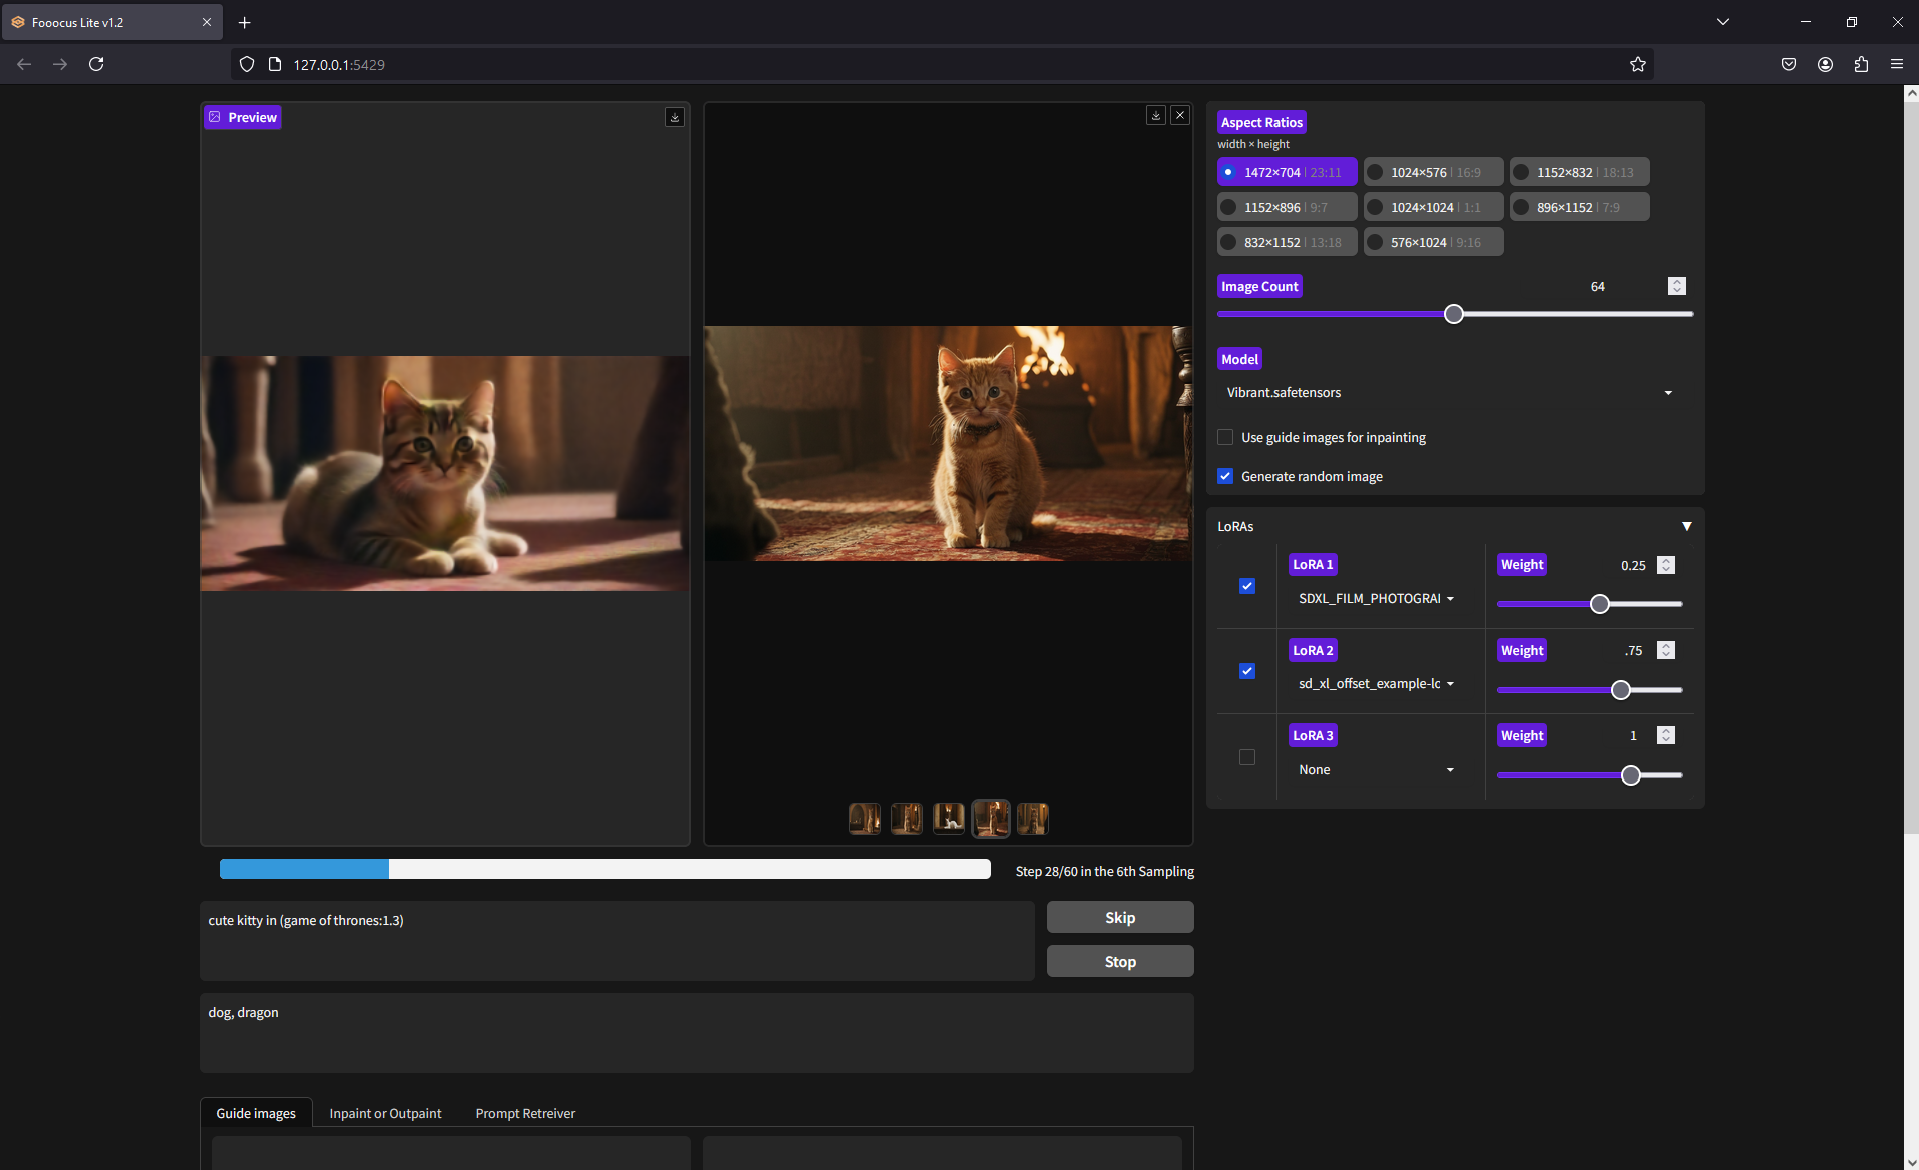 Fooocus Lite v1.2
127.0.0.1:5429
Preview
Aspect Ratios
width × height
1472×704 | 23:11
1024×576 | 16:9
1152×832 | 18:13
1152×896 | 9:7
1024×1024 | 1:1
896×1152 | 7:9
832×1152 | 13:18
576×1024 | 9:16
Image Count
64
Model
Vibrant.safetensors
Use guide images for inpainting
Generate random image
LoRAs
LoRA 1
Weight
0.25
SDXL_FILM_PHOTOGRAI
LoRA 2
Weight
.75
sd_xl_offset_example-lo
LoRA 3
Weight
1
None
Step 28/60 in the 6th Sampling
cute kitty in (game of thrones:1.3)
Skip
Stop
dog, dragon
Guide images
Inpaint or Outpaint
Prompt Retreiver